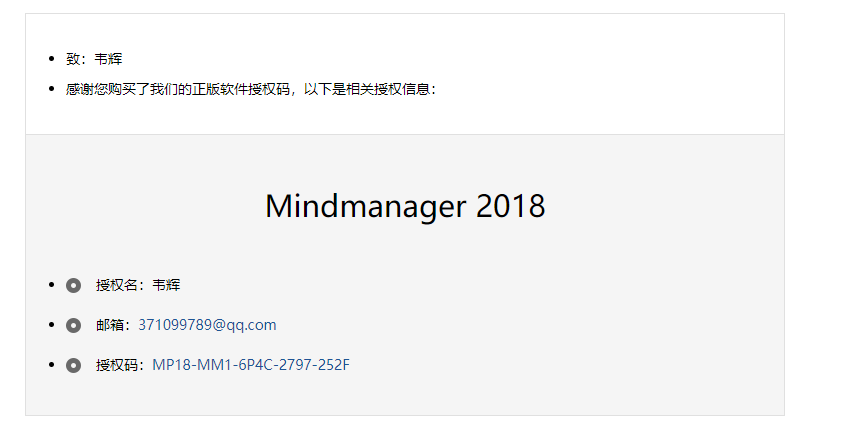 致：韦辉
感谢您购买了我们的正版软件授权码，以下是相关授权信息：
Mindmanager 2018
授权名：韦辉
邮箱：371099789@qq.com
授权码：MP18-MM1-6P4C-2797-252F